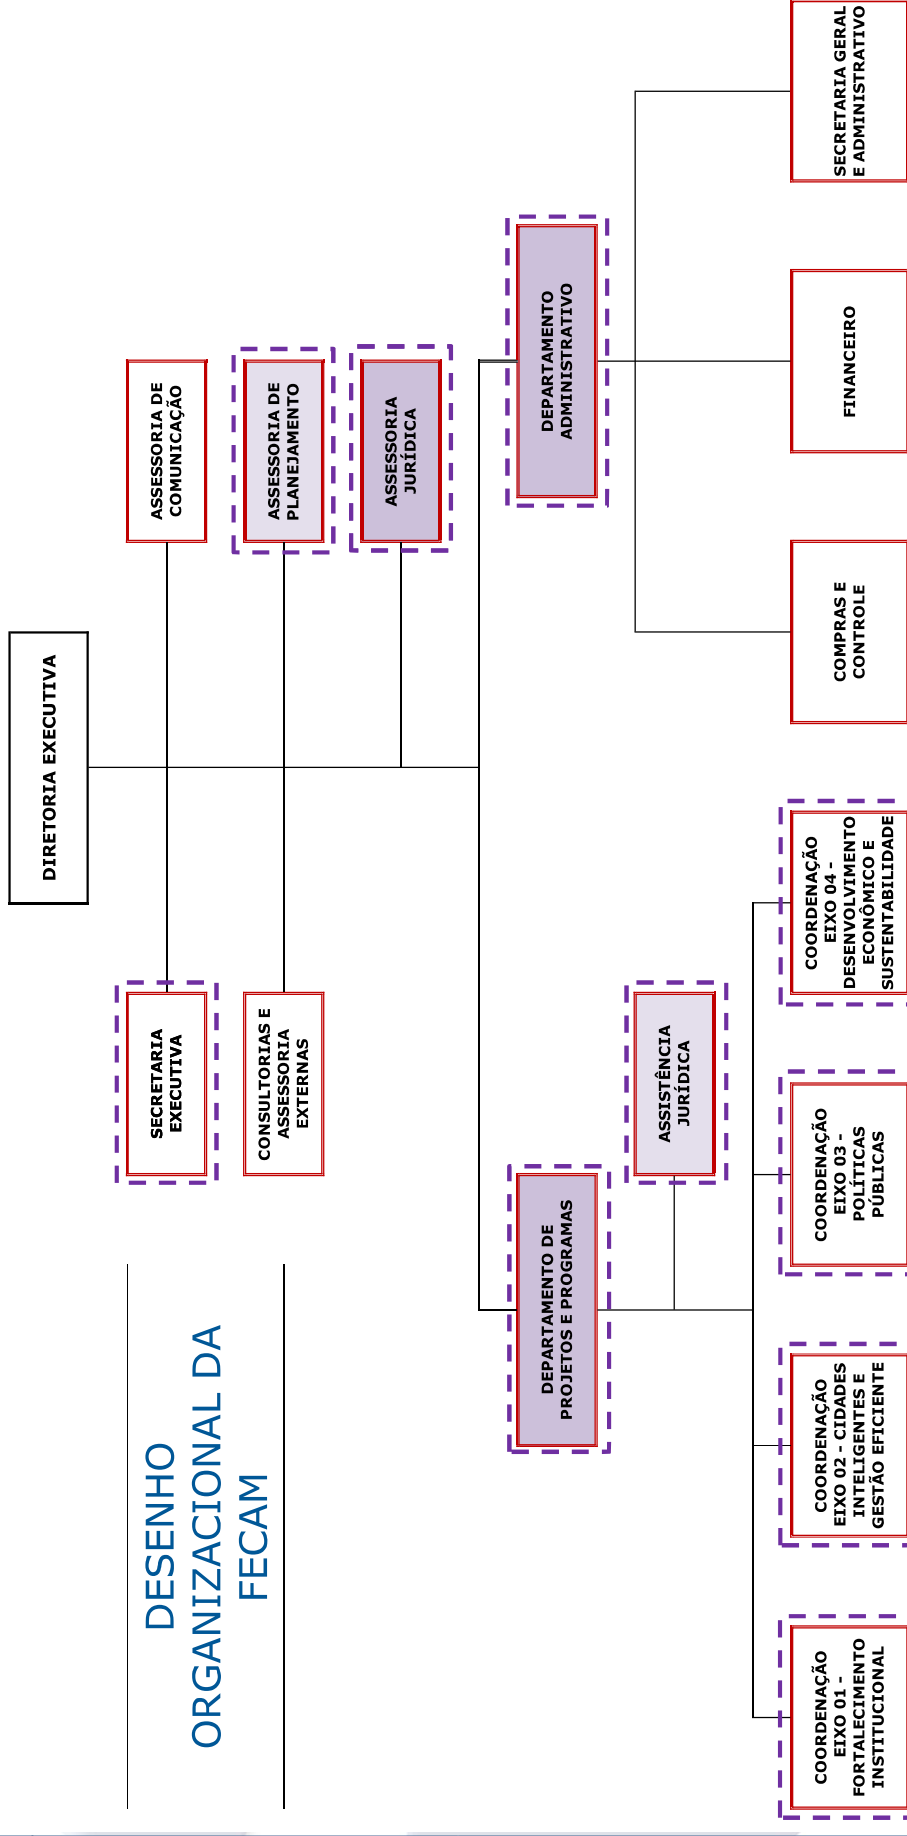 DESENHO
ORGANIZACIONAL DA
FECAM
DIRETORIA EXECUTIVA
SECRETARIA
EXECUTIVA
ASSESSORIA DE
COMUNICAÇÃO
CONSULTORIAS E
ASSESSORIA
EXTERNAS
ASSESSORIA DE
PLANEJAMENTO
ASSESSORIA
JURÍDICA
DEPARTAMENTO DE
PROJETOS E PROGRAMAS
DEPARTAMENTO
ADMINISTRATIVO
ASSISTÊNCIA
JURÍDICA
COORDENAÇÃO
EIXO 01 -
FORTALECIMENTO
INSTITUCIONAL
COORDENAÇÃO
EIXO 02 - CIDADES
INTELIGENTES E
GESTÃO EFICIENTE
COORDENAÇÃO
EIXO 03 -
POLÍTICAS
PÚBLICAS
COORDENAÇÃO
EIXO 04 -
DESENVOLVIMENTO
ECONÔMICO E
SUSTENTABILIDADE
COMPRAS E
CONTROLE
FINANCEIRO
SECRETARIA GERAL
E ADMINISTRATIVO